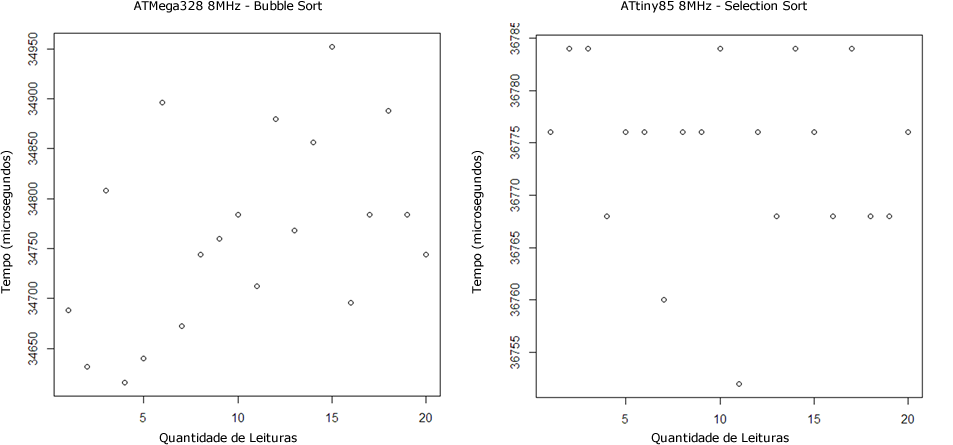 ATMega328 8MHz - Bubble Sort
Tempo (microsegundos)
34950
34900
34850
34800
34750
34700
34650
5 10 15 20
Quantidade de Leituras
ATtiny85 8MHz - Selection Sort
Tempo (microsegundos)
36785
36780
36775
36770
36765
36760
36755
5 10 15 20
Quantidade de Leituras